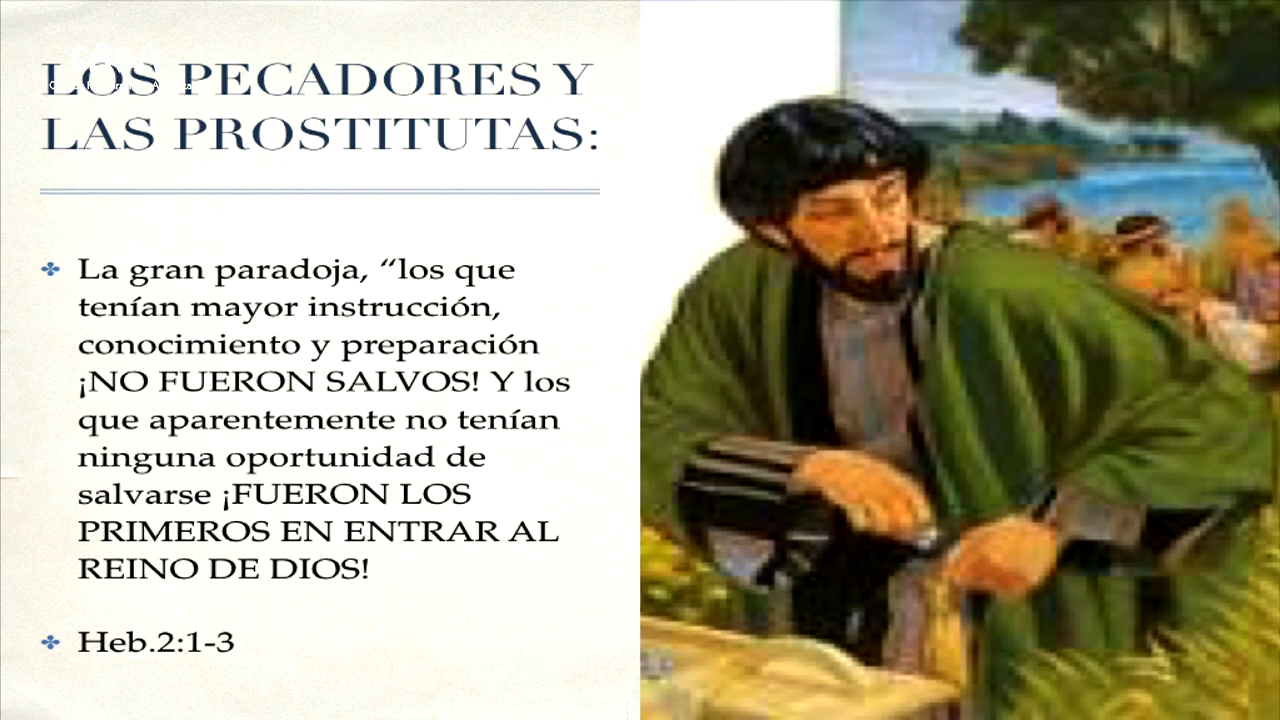 LOS PECADORES Y
LAS PROSTITUTAS:
La gran paradoja, “los que
tenían mayor instrucción,
conocimiento y preparación
¡NO FUERON SALVOS! Y los
que aparentemente no tenían
ninguna oportunidad de
salvarse ¡FUERON LOS
PRIMEROS EN ENTRAR AL
REINO DE DIOS!
Heb.2:1-3